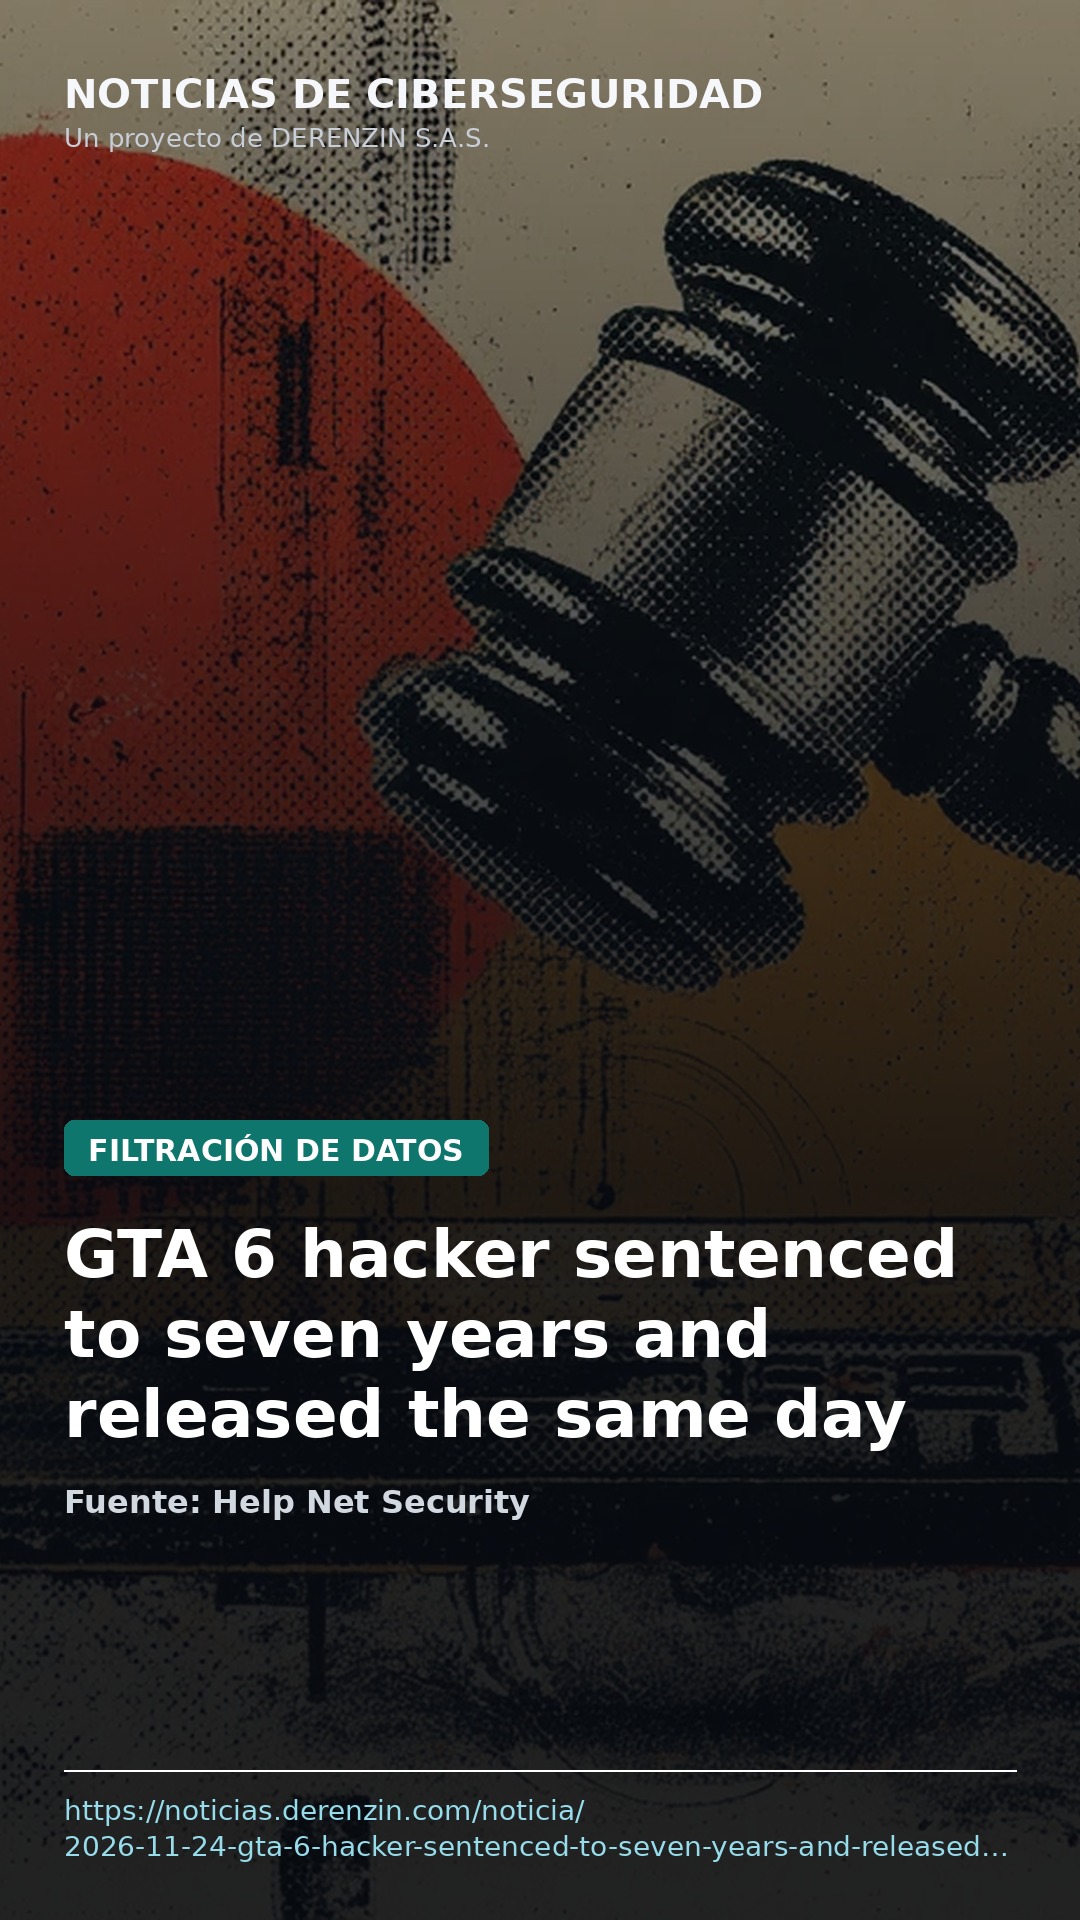 NOTICIAS DE CIBERSEGURIDAD
Un proyecto de DERENZIN S.A.S.
FILTRACIÓN DE DATOS
GTA 6 hacker sentenced
to seven years and
released the same day
Fuente: Help Net Security
https://noticias.derenzin.com/noticia/
2026-11-24-gta-6-hacker-sentenced-to-seven-years-and-released...